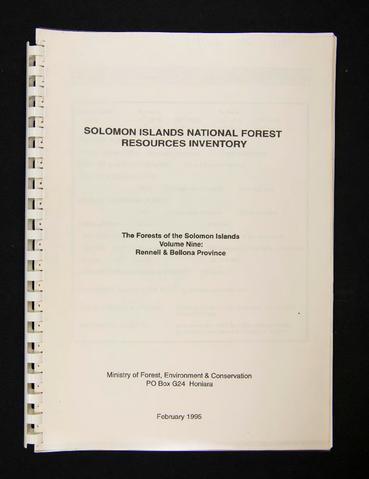 SOLOMON ISLANDS NATIONAL FOREST
RESOURCES INVENTORY
The Forests of the Solomon Islands
Volume Nine:
Rennell & Bellona Province
Ministry of Forest, Environment & Conservation
PO Box G24 Honiara
February 1995